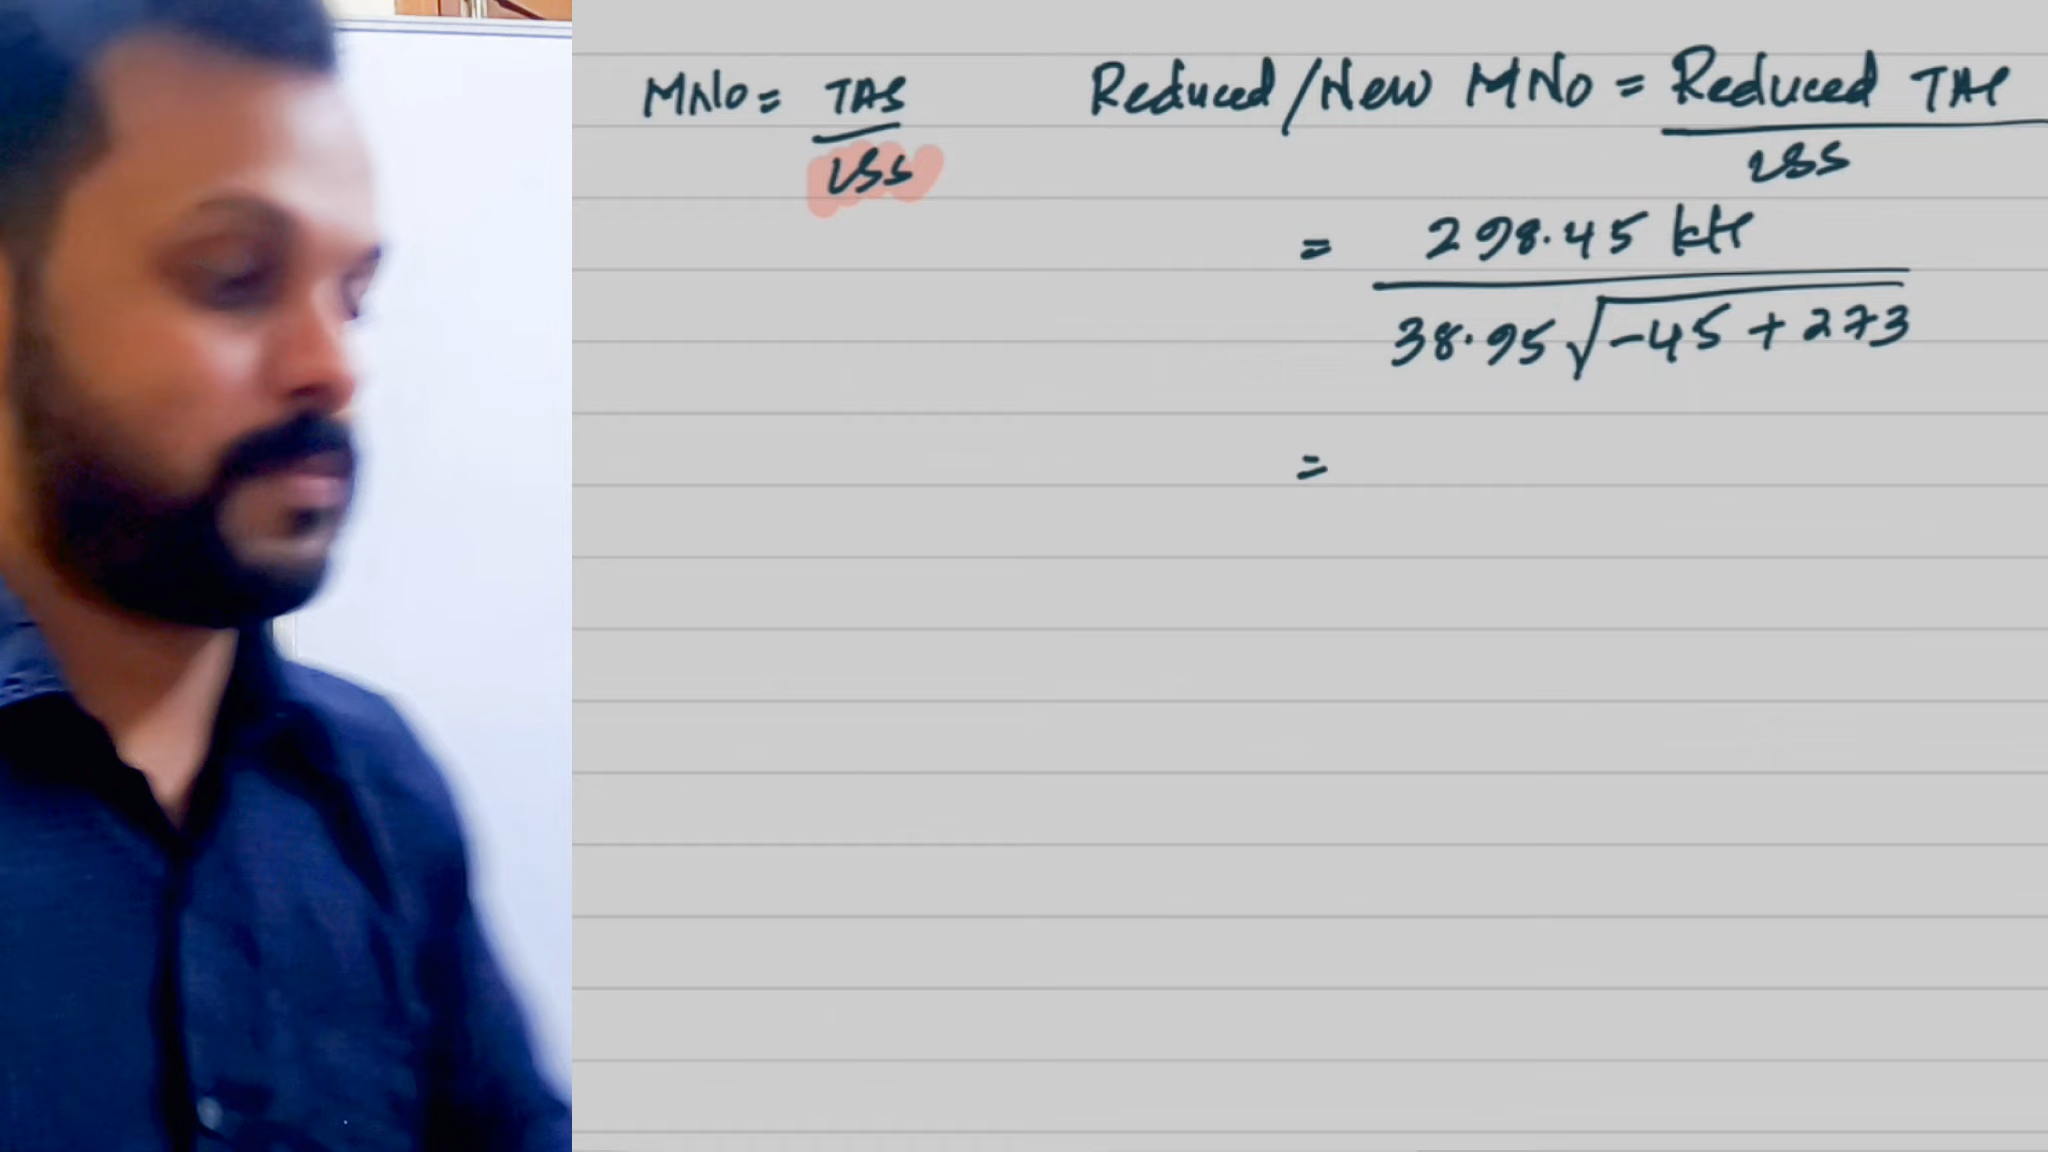 MNo = TAS / LSS
Reduced / New MNo = Reduced TAS / LSS
= 298.45 kt / 38.95 √-45 + 273
=